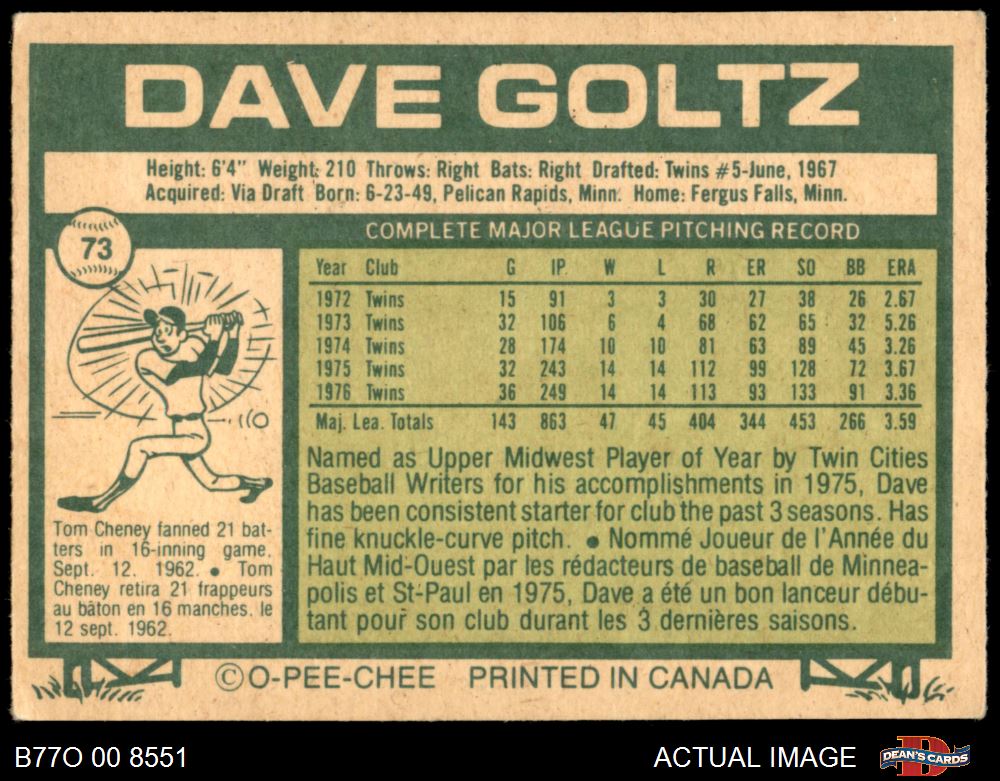 DAVE GOLTZ
Height: 6'4" Weight: 210 Throws: Right Bats: Right Drafted: Twins #5-June, 1967
Acquired: Via Draft Born: 6-23-49, Pelican Rapids, Minn. Home: Fergus Falls, Minn.
73
COMPLETE MAJOR LEAGUE PITCHING RECORD
Year Club G IP W L R ER SO BB ERA
1972 Twins 15 91 3 3 30 27 38 26 2.67
1973 Twins 32 106 6 4 68 62 65 32 5.26
1974 Twins 28 174 10 10 81 63 89 45 3.26
1975 Twins 32 243 14 14 112 99 128 72 3.67
1976 Twins 36 249 14 14 113 93 133 91 3.36
Maj. Lea. Totals 143 863 47 45 404 344 453 266 3.59
Named as Upper Midwest Player of Year by Twin Cities
Baseball Writers for his accomplishments in 1975, Dave
has been consistent starter for club the past 3 seasons. Has
fine knuckle-curve pitch. ● Nommé Joueur de l'Année du
Haut Mid-Ouest par les rédacteurs de baseball de Minnea-
polis et St-Paul en 1975, Dave a été un bon lanceur débu-
tant pour son club durant les 3 dernières saisons.
Tom Cheney fanned 21 bat-
ters in 16-inning game,
Sept. 12, 1962. ● Tom
Cheney retira 21 frappeurs
au bâton en 16 manches, le
12 sept. 1962.
©O-PEE-CHEE PRINTED IN CANADA
B77O 00 8551
ACTUAL IMAGE
DEAN'S CARDS